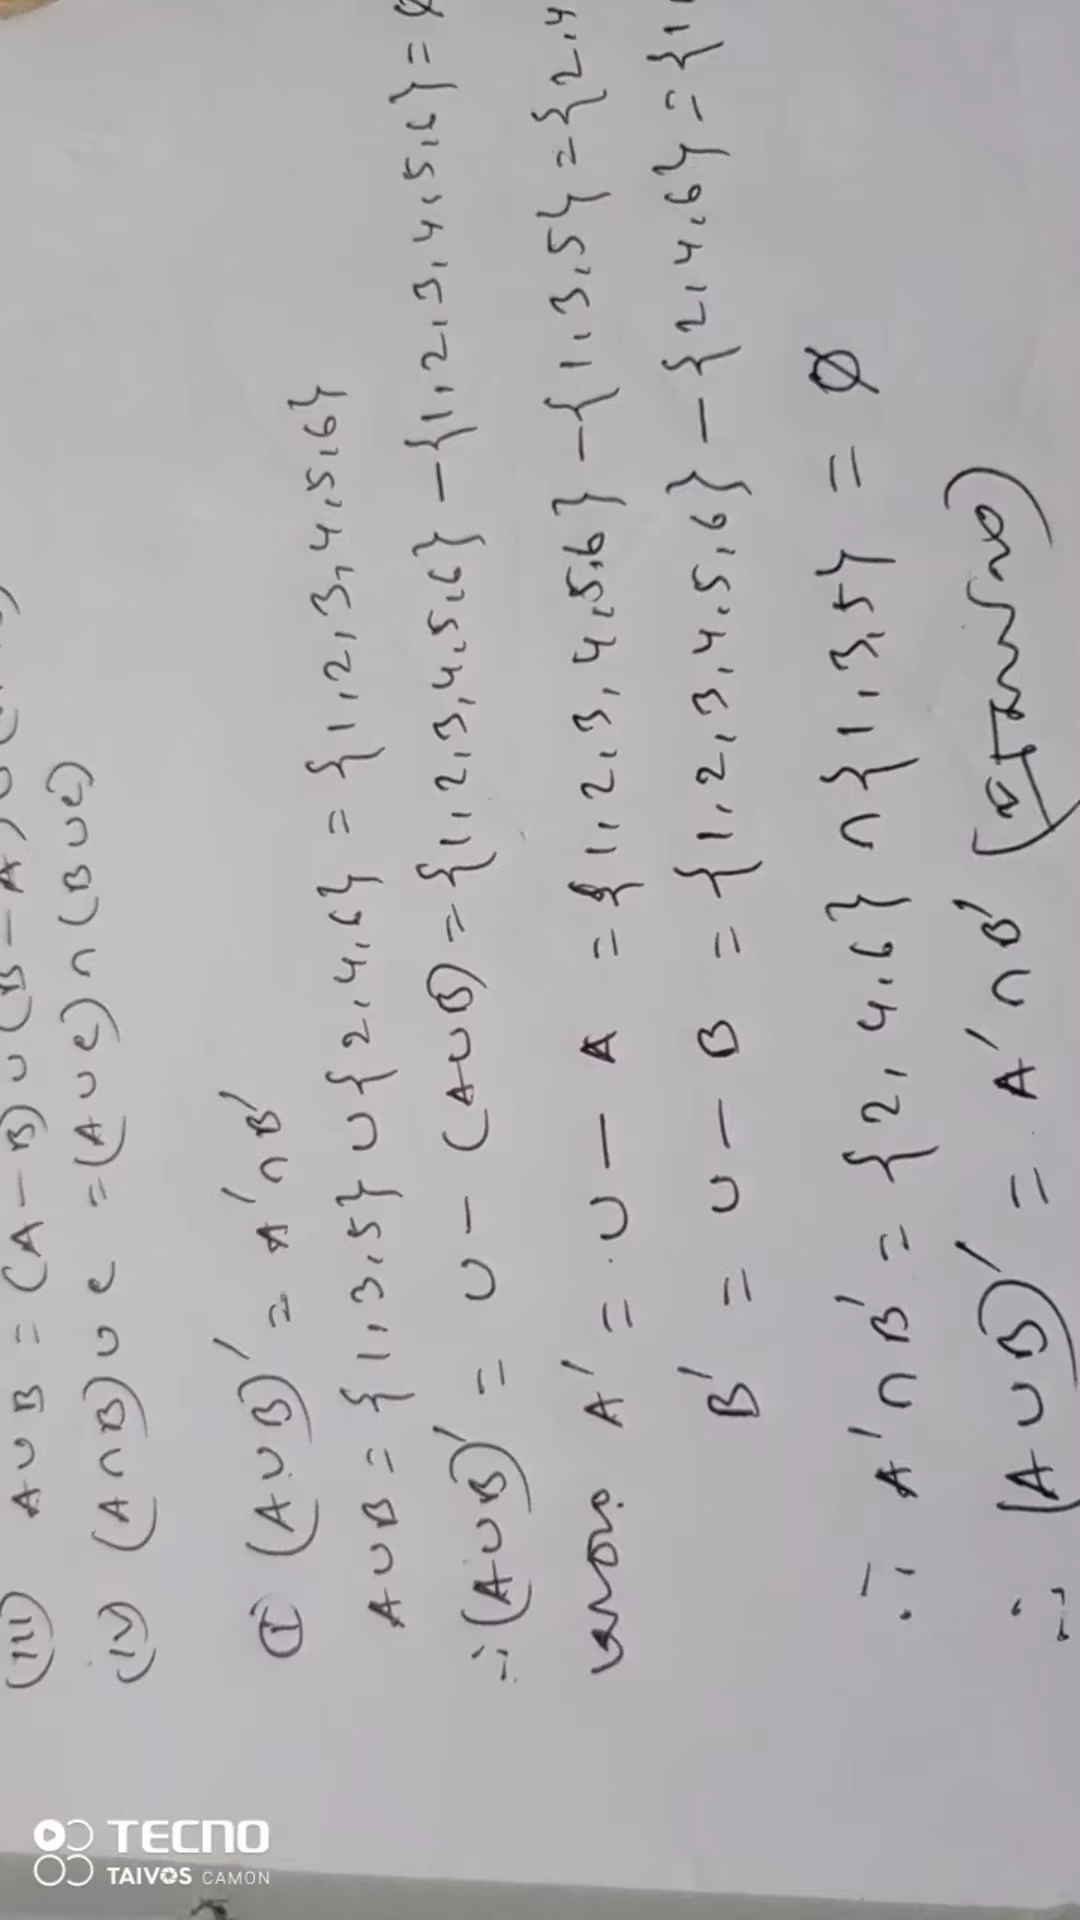 (III) A∪B = (A-B)∪(B-A)∪
(IV) (A∩B)∪C = (A∪C)∩(B∪C)
(I) (A∪B)' = A'∩B'
A∪B = {1,3,5}∪{2,4,6} = {1,2,3,4,5,6}
∴ (A∪B)' = U-(A∪B) = {1,2,3,4,5,6}-{1,2,3,4,5,6} = ∅
A' = U-A = {1,2,3,4,5,6}-{1,3,5} = {2,4
B' = U-B = {1,2,3,4,5,6}-{2,4,6} = {1
∴ A'∩B' = {2,4,6}∩{1,3,5} = ∅
∴ (A∪B)' = A'∩B'
TECNO
TAIVOS CAMON